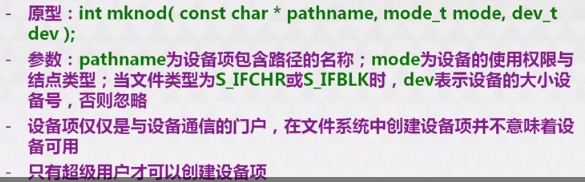 - 原型：int mknod( const char * pathname, mode_t mode, dev_t
dev );
- 参数：pathname为设备项包含路径的名称；mode为设备的使用权限与
结点类型；当文件类型为S_IFCHR或S_IFBLK时，dev表示设备的大小设
备号，否则忽略
- 设备项仅仅是与设备通信的门户，在文件系统中创建设备项并不意味着设
备可用
- 只有超级用户才可以创建设备项